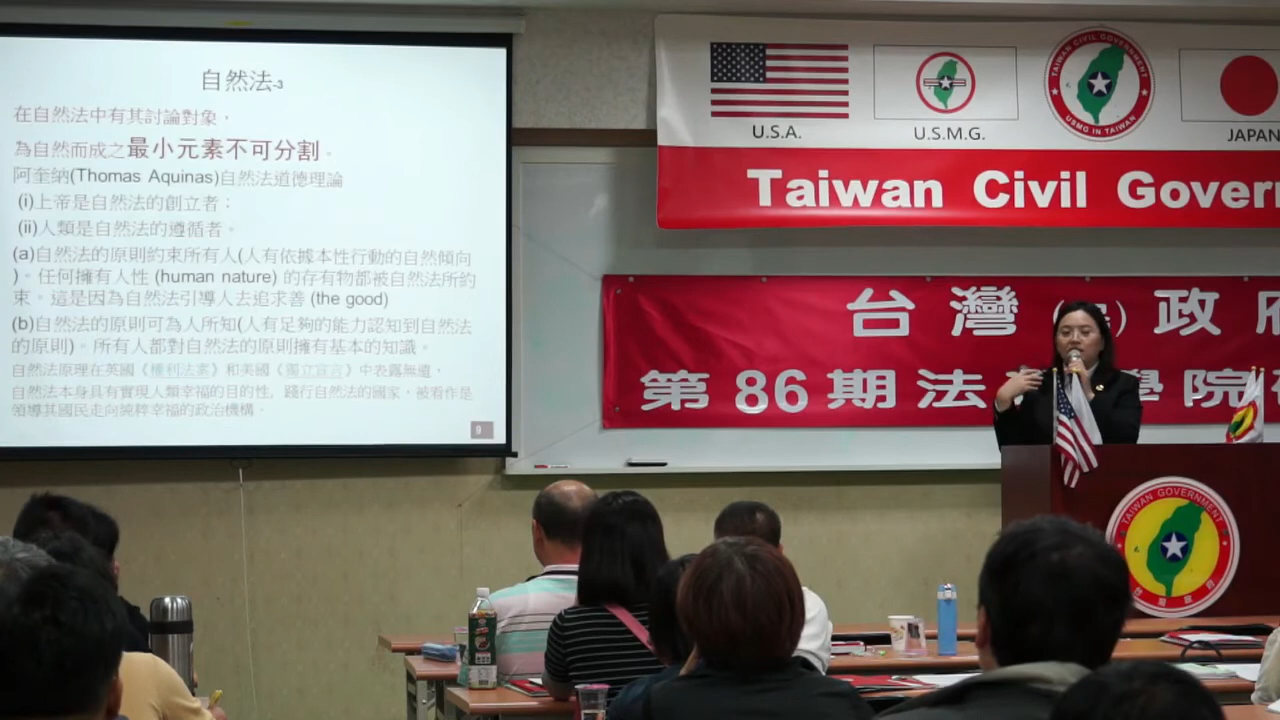 自然法-3
在自然法中有其討論對象，
為自然而成之最小元素不可分割。
阿奎納(Thomas Aquinas)自然法道德理論
(i)上帝是自然法的創立者；
(ii)人類是自然法的遵循者。
(a)自然法的原則約束所有人(人有依據本性行動的自然傾向
)。任何擁有人性 (human nature) 的存有物都被自然法所約
束。這是因為自然法引導人去追求善 (the good)
(b)自然法的原則可為人所知(人有足夠的能力認知到自然法
的原則)。所有人都對自然法的原則擁有基本的知識。
自然法原理在英國《權利法案》和美國《獨立宣言》中表露無遺，
自然法本身具有實現人類幸福的目的性，踐行自然法的國家，被看作是
領導其國民走向純粹幸福的政治機構．
9
TAIWAN CIVIL GOVERNMENT
USMG IN TAIWAN
U.S.A.
U.S.M.G.
JAPAN
Taiwan Civil Govern
台灣 政府
第86期法 學院
TAIWAN GOVERNMENT
台灣政府